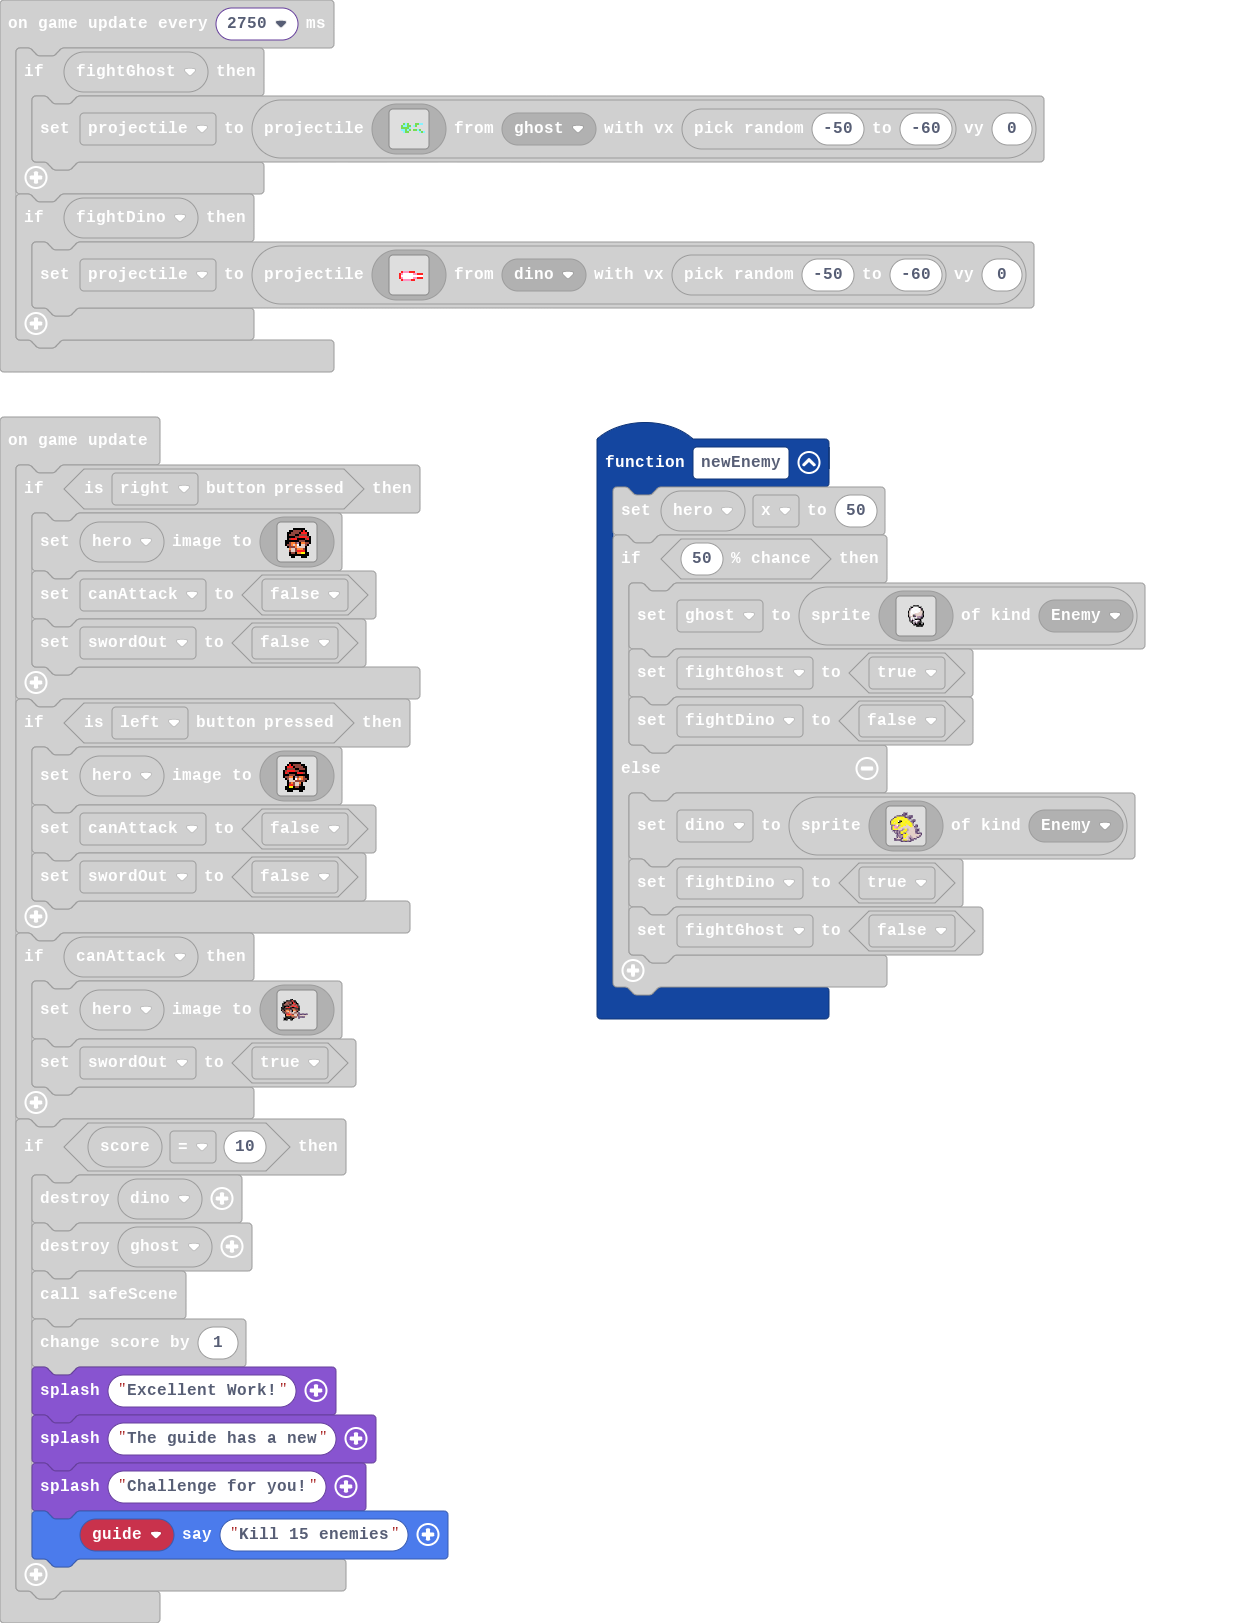 on game update every 2750 ms
if fightGhost then
set projectile to projectile from ghost with vx pick random -50 to -60 vy 0
if fightDino then
set projectile to projectile from dino with vx pick random -50 to -60 vy 0
on game update
if is right button pressed then
set hero image to
set canAttack to false
set swordOut to false
if is left button pressed then
set hero image to
set canAttack to false
set swordOut to false
if canAttack then
set hero image to
set swordOut to true
if score = 10 then
destroy dino
destroy ghost
call safeScene
change score by 1
splash "Excellent Work!"
splash "The guide has a new"
splash "Challenge for you!"
guide say "Kill 15 enemies"
function newEnemy
set hero x to 50
if 50 % chance then
set ghost to sprite of kind Enemy
set fightGhost to true
set fightDino to false
else
set dino to sprite of kind Enemy
set fightDino to true
set fightGhost to false